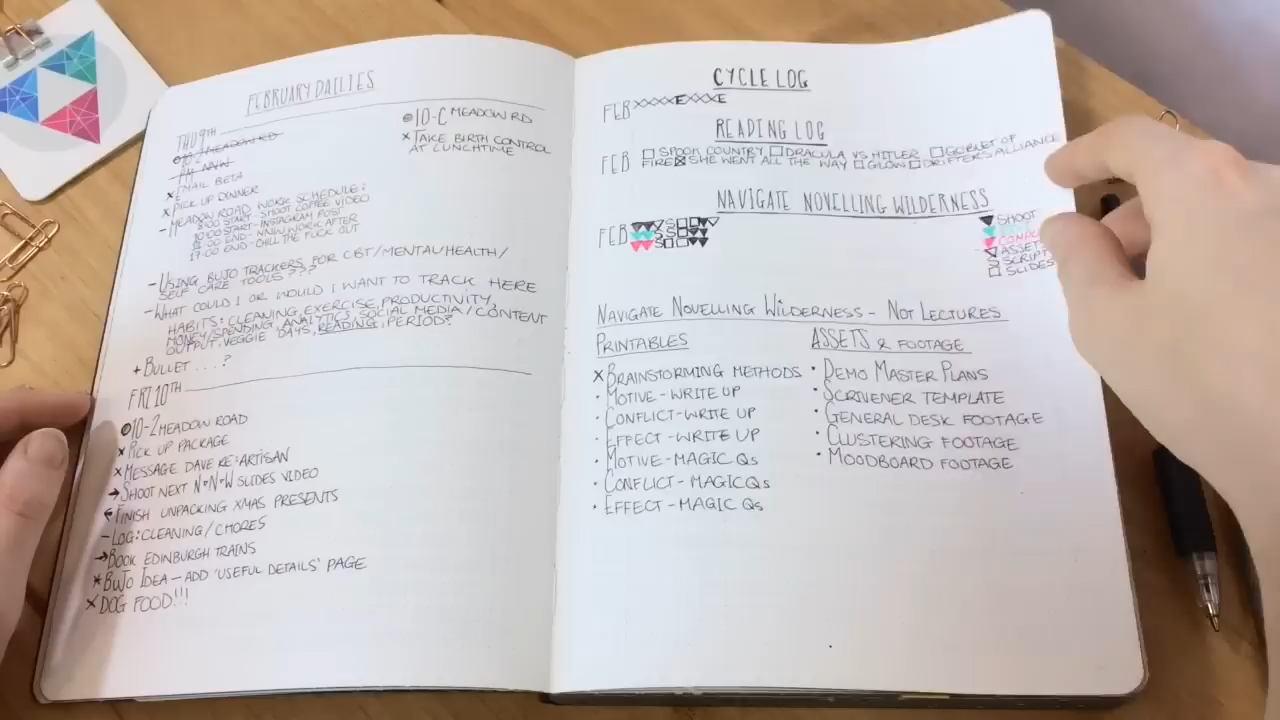 FEBRUARY DAILIES
THU 9TH
EMAIL BETA
× PICK UP DINNER
- MEADOW ROAD WORK SCHEDULE:
START - SHOOT COFFEE VIDEO
START - INSTAGRAM POST
END - NNW WORK AFTER
17:00 END - CHILL THE FUCK OUT
◉ 10-C MEADOW RD
× TAKE BIRTH CONTROL
AT LUNCHTIME
- USING BUJO TRACKERS FOR CBT/MENTAL/HEALTH/
SELF CARE TOOLS???
- WHAT COULD I OR WOULD I WANT TO TRACK HERE
HABITS: CLEANING, EXERCISE, PRODUCTIVITY,
MONEY/SPENDING, ANALYTICS, SOCIAL MEDIA/CONTENT
OUTPUT, VEGGIE DAYS, READING, PERIOD?
+ BULLET . . . ?
FRI 10TH
◉ 10-2 MEADOW ROAD
× PICK UP PACKAGE
× MESSAGE DAVE RE: ARTISAN
→ SHOOT NEXT N•N•W SLIDES VIDEO
← FINISH UNPACKING XMAS PRESENTS
- LOG: CLEANING/CHORES
→ BOOK EDINBURGH TRAINS
* BUJO IDEA - ADD 'USEFUL DETAILS' PAGE
× DOG FOOD!!!
CYCLE LOG
FEB ××××E×××E
READING LOG
FEB □ SPOOK COUNTRY □ DRACULA VS HITLER □ GOBLET OF
FIRE ☒ SHE WENT ALL THE WAY □ GLOW □ DRIFTERS ALLIANCE
NAVIGATE NOVELLING WILDERNESS
FEB
SHOOT
ASSET
SCRIPT
SLIDES
NAVIGATE NOVELLING WILDERNESS - NOT LECTURES
PRINTABLES
× BRAINSTORMING METHODS
• MOTIVE - WRITE UP
• CONFLICT - WRITE UP
• EFFECT - WRITE UP
• MOTIVE - MAGIC QS
• CONFLICT - MAGIC QS
• EFFECT - MAGIC QS
ASSETS & FOOTAGE
• DEMO MASTER PLANS
• SCRIVENER TEMPLATE
• GENERAL DESK FOOTAGE
• CLUSTERING FOOTAGE
• MOODBOARD FOOTAGE